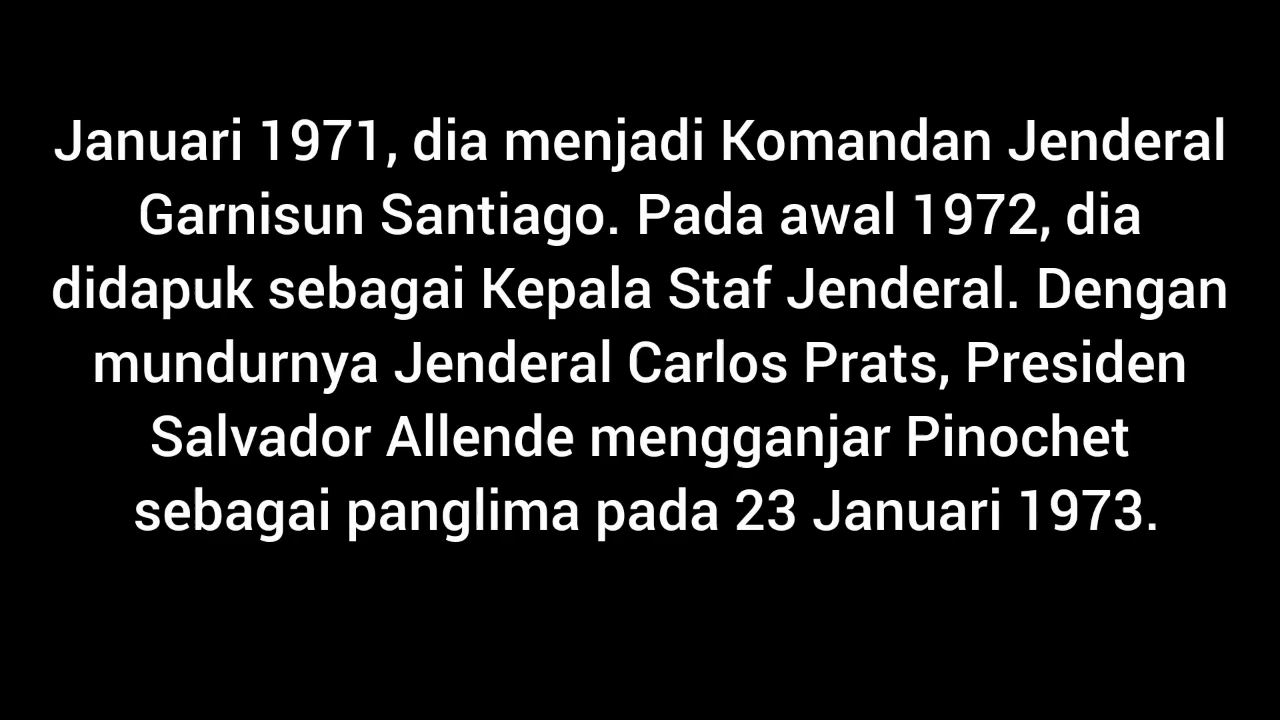 Januari 1971, dia menjadi Komandan Jenderal
Garnisun Santiago. Pada awal 1972, dia
didapuk sebagai Kepala Staf Jenderal. Dengan
mundurnya Jenderal Carlos Prats, Presiden
Salvador Allende mengganjar Pinochet
sebagai panglima pada 23 Januari 1973.